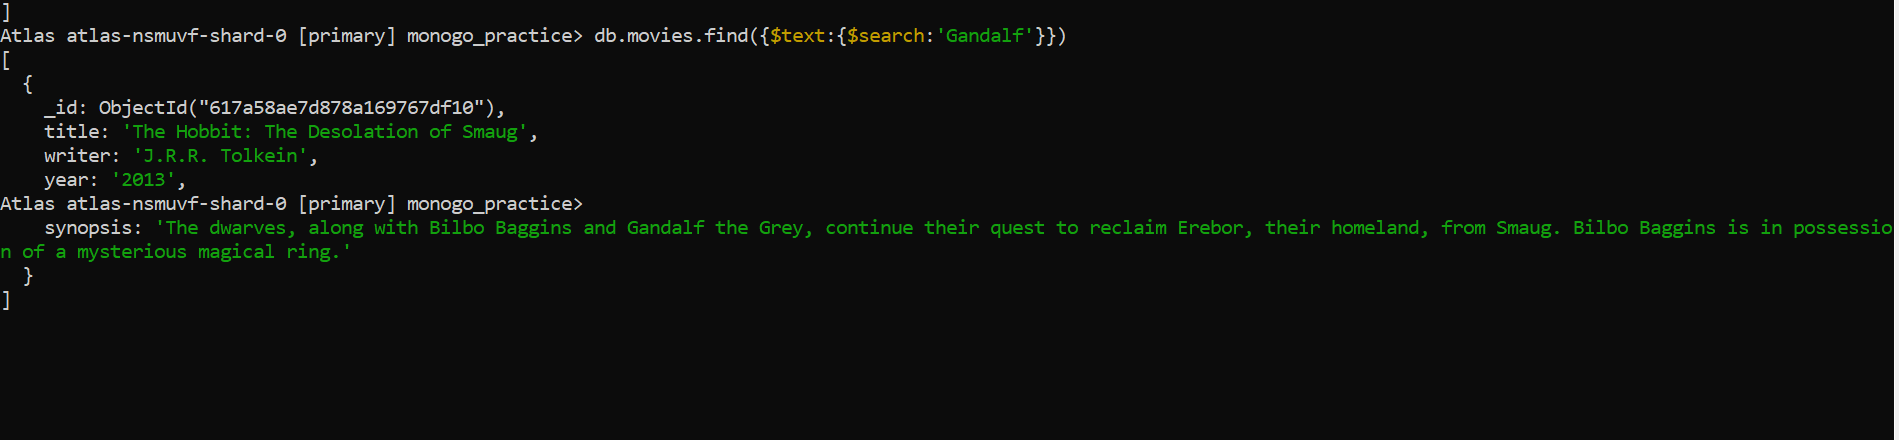 ]
Atlas atlas-nsmuvf-shard-0 [primary] monogo_practice> db.movies.find({$text:{$search:'Gandalf'}})
[
  {
    _id: ObjectId("617a58ae7d878a169767df10"),
    title: 'The Hobbit: The Desolation of Smaug',
    writer: 'J.R.R. Tolkein',
    year: '2013',
Atlas atlas-nsmuvf-shard-0 [primary] monogo_practice>
    synopsis: 'The dwarves, along with Bilbo Baggins and Gandalf the Grey, continue their quest to reclaim Erebor, their homeland, from Smaug. Bilbo Baggins is in possessio
n of a mysterious magical ring.'
  }
]